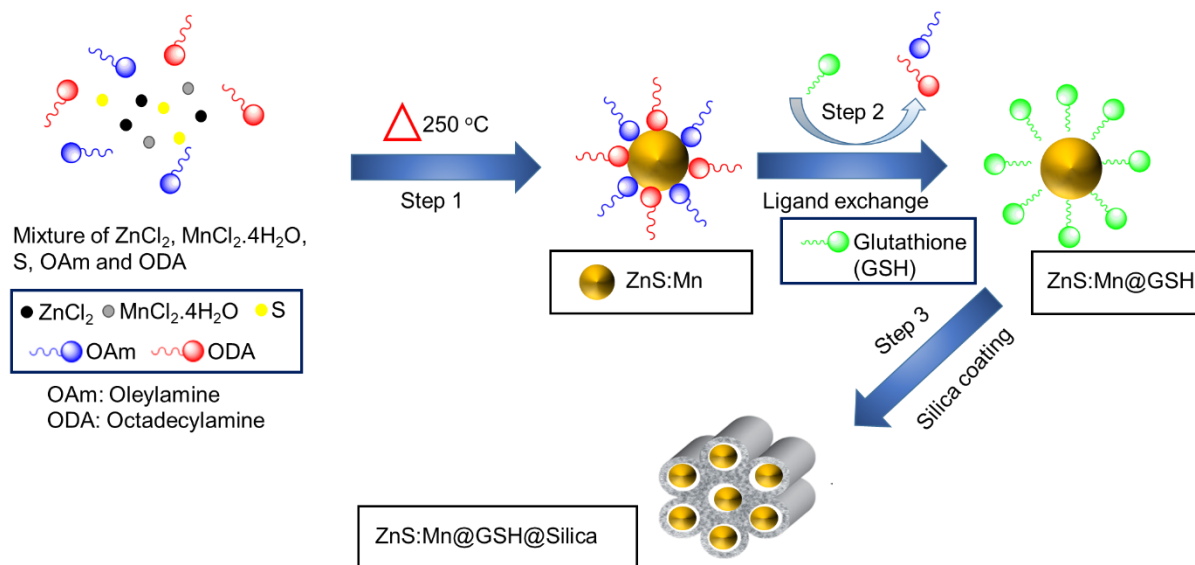 Mixture of ZnCl₂, MnCl₂.4H₂O,
S, OAm and ODA
ZnCl₂ MnCl₂.4H₂O S
OAm ODA
OAm: Oleylamine
ODA: Octadecylamine
250 °C
Step 1
ZnS:Mn
Step 2
Ligand exchange
Glutathione
(GSH)
ZnS:Mn@GSH
Step 3
Silica coating
ZnS:Mn@GSH@Silica